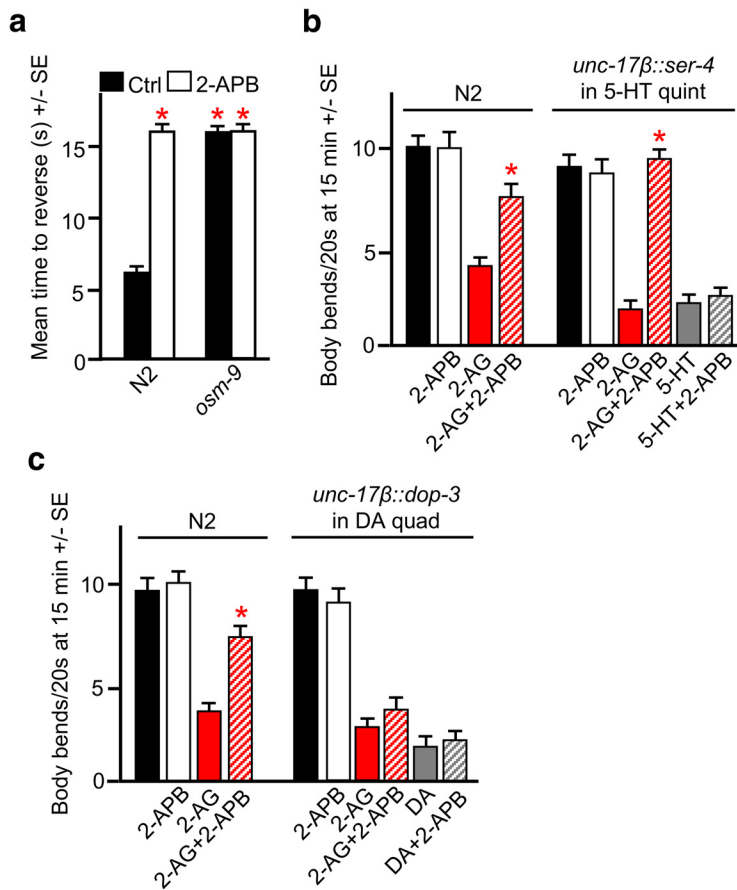 a
Mean time to reverse (s) +/- SE
Ctrl
2-APB
15
10
5
0
*
*
*
N2
osm-9
b
Body bends/20s at 15 min +/- SE
10
5
0
N2
unc-17β::ser-4
in 5-HT quint
*
*
2-APB
2-AG
2-AG+2-APB
2-APB
2-AG
2-AG+2-APB
5-HT
5-HT+2-APB
c
Body bends/20s at 15 min +/- SE
10
5
0
N2
unc-17β::dop-3
in DA quad
*
2-APB
2-AG
2-AG+2-APB
2-APB
2-AG
2-AG+2-APB
DA
DA+2-APB